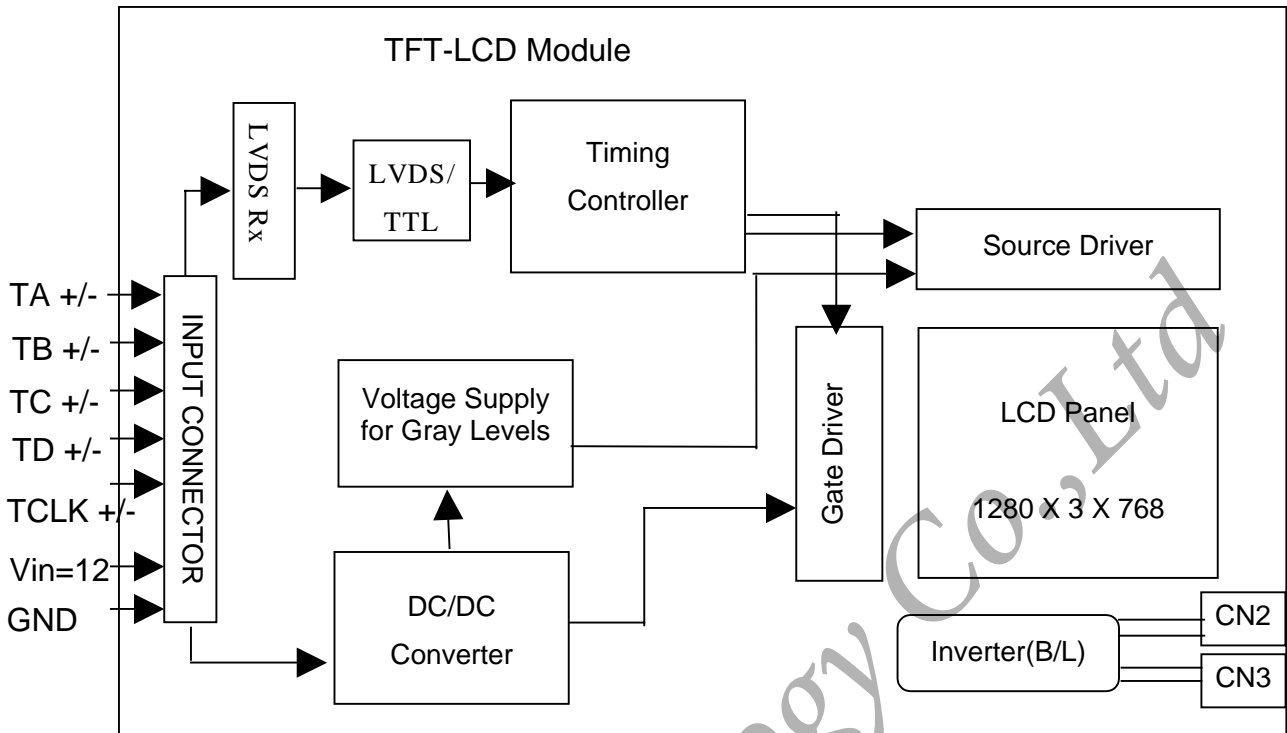 TFT-LCD Module
LVDS Rx
LVDS/
TTL
Timing
Controller
Source Driver
TA +/-
TB +/-
TC +/-
TD +/-
TCLK +/-
Vin=12
GND
INPUT CONNECTOR
Voltage Supply
for Gray Levels
Gate Driver
LCD Panel
1280 X 3 X 768
DC/DC
Converter
Inverter(B/L)
CN2
CN3
Co.,Ltd